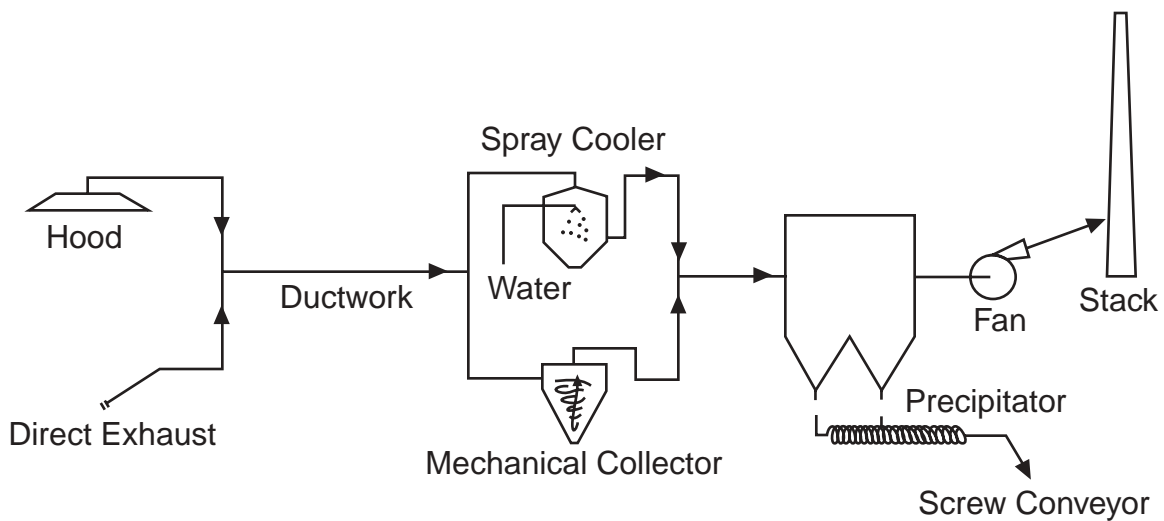 Spray Cooler
Hood
Ductwork
Water
Stack
Fan
Direct Exhaust
Precipitator
Mechanical Collector
Screw Conveyor